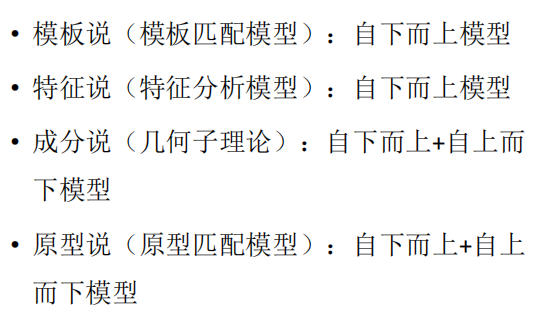 • 模板说（模板匹配模型）：自下而上模型
• 特征说（特征分析模型）：自下而上模型
• 成分说（几何子理论）：自下而上+自上而
下模型
• 原型说（原型匹配模型）：自下而上+自上
而下模型